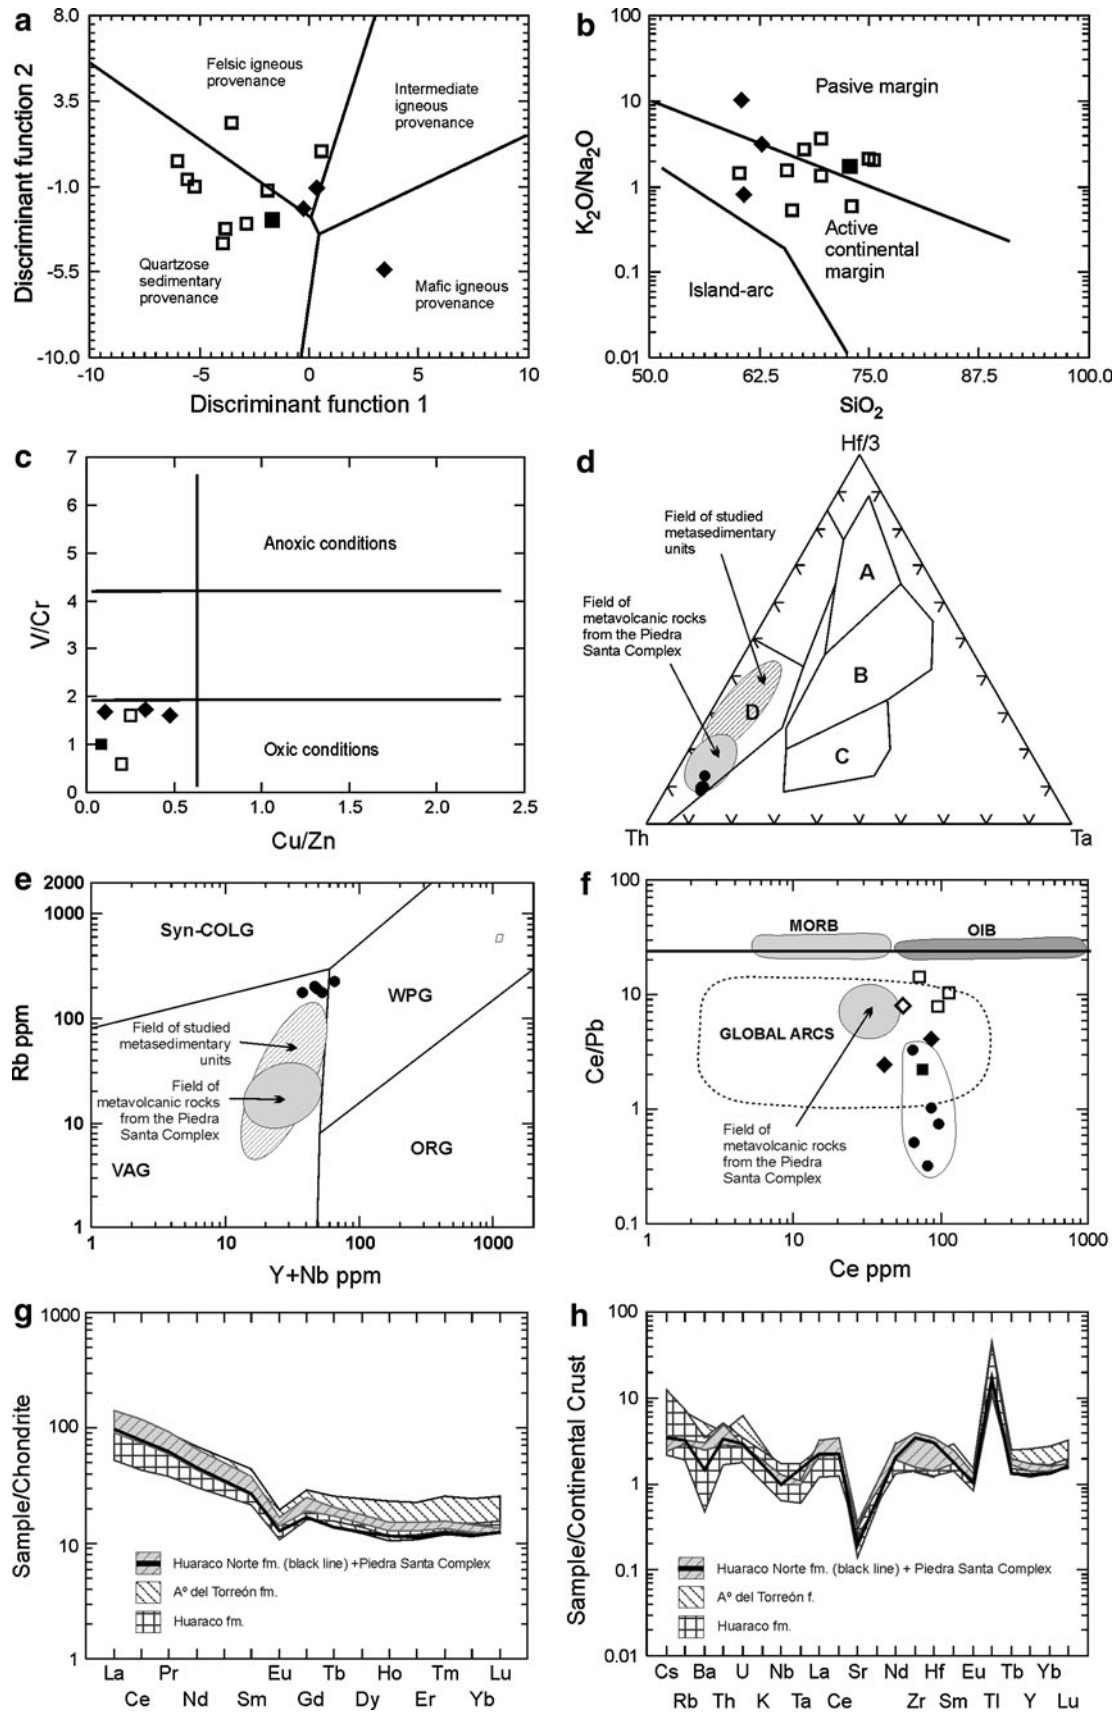 a
8.0
3.5
-1.0
-5.5
-10.0
Discriminant function 2
Felsic igneous
provenance
Intermediate
igneous
provenance
Quartzose
sedimentary
provenance
Mafic igneous
provenance
-10
-5
0
5
10
Discriminant function 1
b
100
10
1
0.1
0.01
K2O/Na2O
Pasive margin
Active
continental
margin
Island-arc
50.0
62.5
75.0
87.5
100.0
SiO2
c
7
6
5
4
3
2
1
0
V/Cr
Anoxic conditions
Oxic conditions
0.0
0.5
1.0
1.5
2.0
2.5
Cu/Zn
d
Hf/3
Field of studied
metasedimentary
units
Field of
metavolcanic rocks
from the Piedra
Santa Complex
A
B
C
D
Th
Ta
e
2000
1000
100
10
1
Rb ppm
Syn-COLG
WPG
Field of studied
metasedimentary
units
Field of
metavolcanic rocks
from the Piedra
Santa Complex
VAG
ORG
1
10
100
1000
Y+Nb ppm
f
100
10
1
0.1
Ce/Pb
MORB
OIB
GLOBAL ARCS
Field of
metavolcanic rocks
from the Piedra
Santa Complex
1
10
100
1000
Ce ppm
g
1000
100
10
1
Sample/Chondrite
Huaraco Norte fm. (black line) +Piedra Santa Complex
Aº del Torreón fm.
Huaraco fm.
La Pr Eu Tb Ho Tm Lu
Ce Nd Sm Gd Dy Er Yb
h
100
10
1
0.1
0.01
Sample/Continental Crust
Huaraco Norte fm. (black line) + Piedra Santa Complex
Aº del Torreón f.
Huaraco fm.
Cs Ba U Nb La Sr Nd Hf Eu Tb Yb
Rb Th K Ta Ce Zr Sm Tl Y Lu